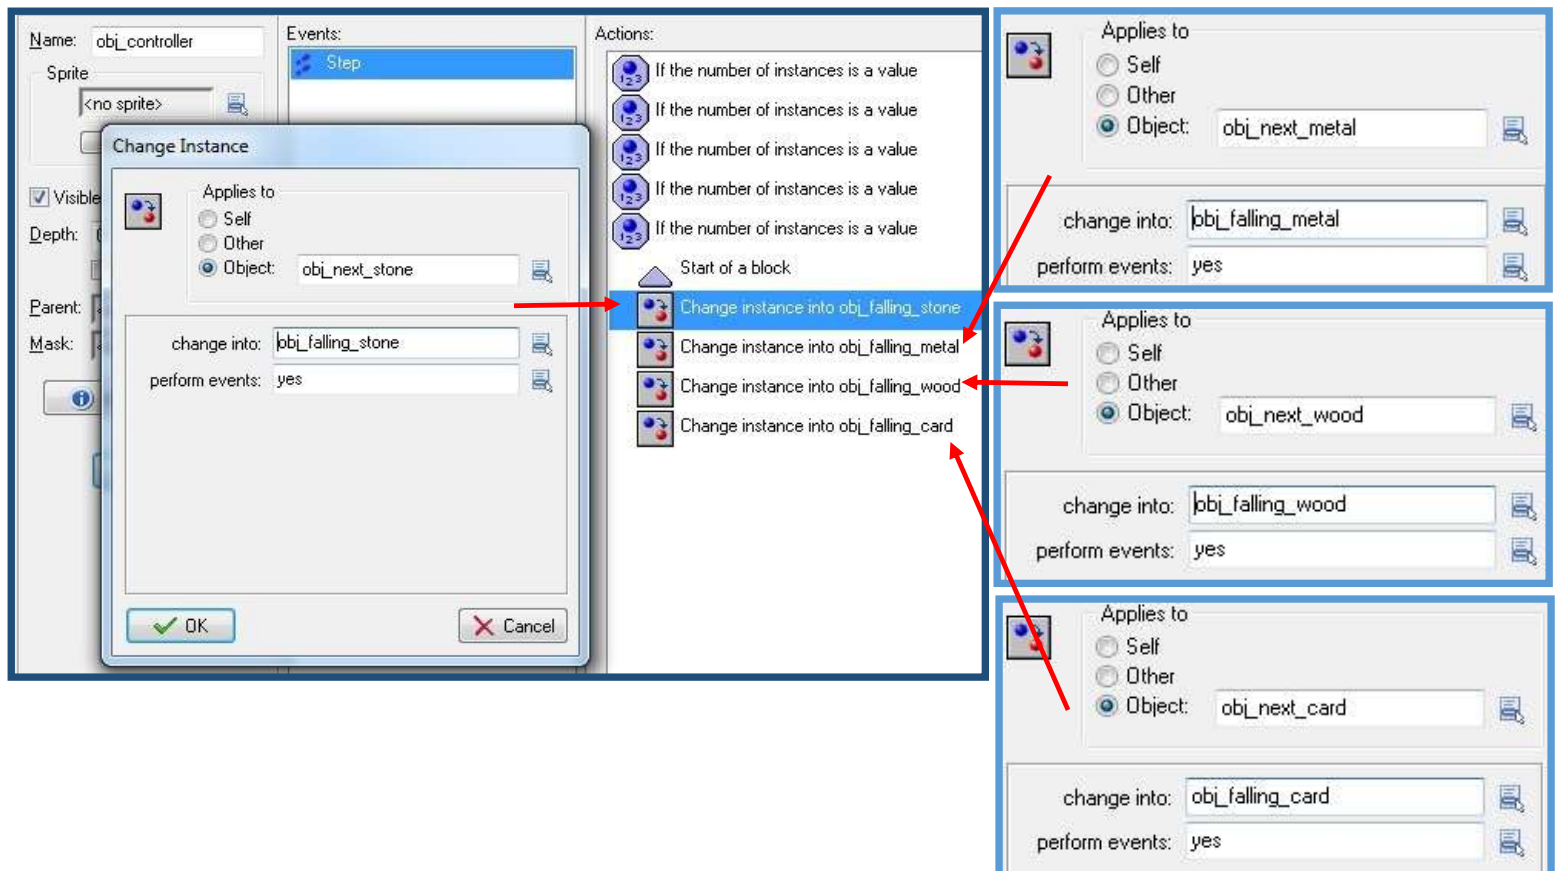 Name: obj_controller
Sprite
<no sprite>
Visible
Depth:
Parent:
Mask:
Events:
Step
Change Instance
Applies to
Self
Other
Object: obj_next_stone
change into: obj_falling_stone
perform events: yes
OK
Cancel
Actions:
If the number of instances is a value
If the number of instances is a value
If the number of instances is a value
If the number of instances is a value
If the number of instances is a value
Start of a block
Change instance into obj_falling_stone
Change instance into obj_falling_metal
Change instance into obj_falling_wood
Change instance into obj_falling_card
Applies to
Self
Other
Object: obj_next_metal
change into: obj_falling_metal
perform events: yes
Applies to
Self
Other
Object: obj_next_wood
change into: obj_falling_wood
perform events: yes
Applies to
Self
Other
Object: obj_next_card
change into: obj_falling_card
perform events: yes